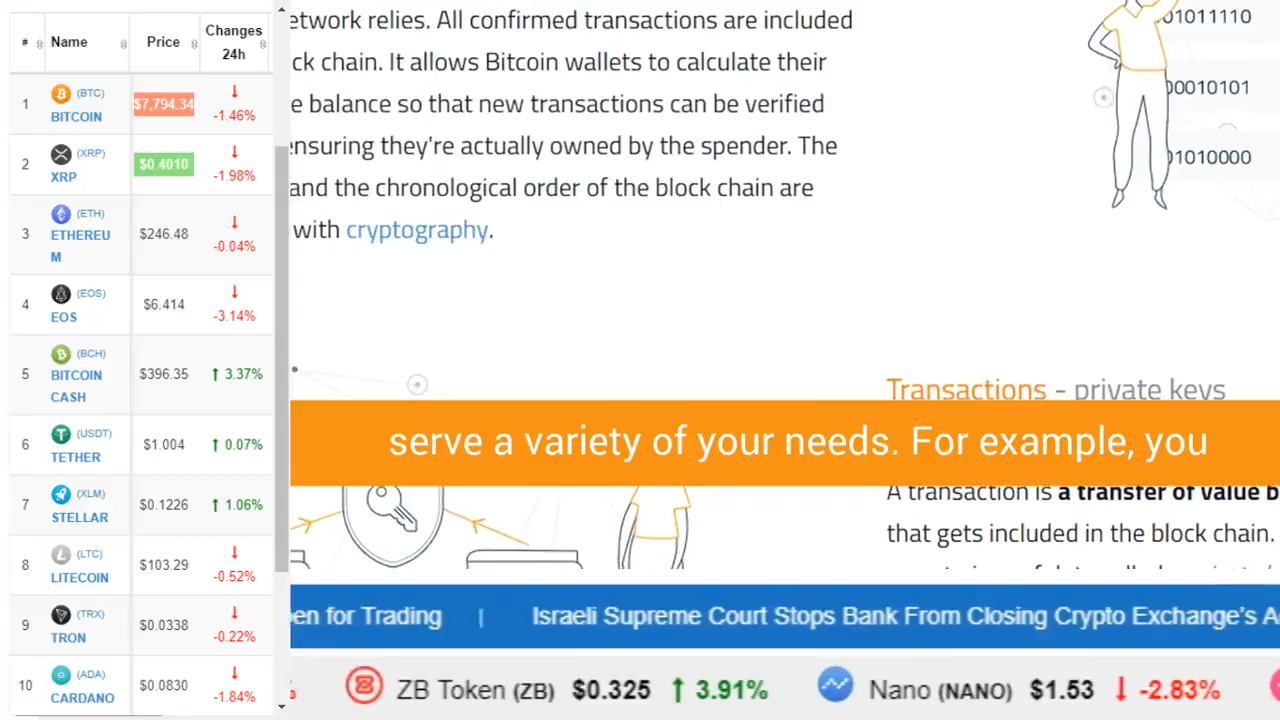 # Name Price Changes 24h
1 (BTC) BITCOIN $7,794.34 -1.46%
2 (XRP) XRP $0.4010 -1.98%
3 (ETH) ETHEREUM $246.48 -0.04%
4 (EOS) EOS $6.414 -3.14%
5 (BCH) BITCOIN CASH $396.35 ↑ 3.37%
6 (USDT) TETHER $1.004 ↑ 0.07%
7 (XLM) STELLAR $0.1226 ↑ 1.06%
8 (LTC) LITECOIN $103.29 ↓ -0.52%
9 (TRX) TRON $0.0338 ↓ -0.22%
10 (ADA) CARDANO $0.0830 ↓ -1.84%
etwork relies. All confirmed transactions are included
ck chain. It allows Bitcoin wallets to calculate their
e balance so that new transactions can be verified
ensuring they're actually owned by the spender. The
and the chronological order of the block chain are
with cryptography.
01011110
00010101
01010000
Transactions - private keys
serve a variety of your needs. For example, you
A transaction is a transfer of value b
that gets included in the block chain.
en for Trading | Israeli Supreme Court Stops Bank From Closing Crypto Exchange's A
% ZB Token (ZB) $0.325 ↑ 3.91% Nano (NANO) $1.53 ↓ -2.83%